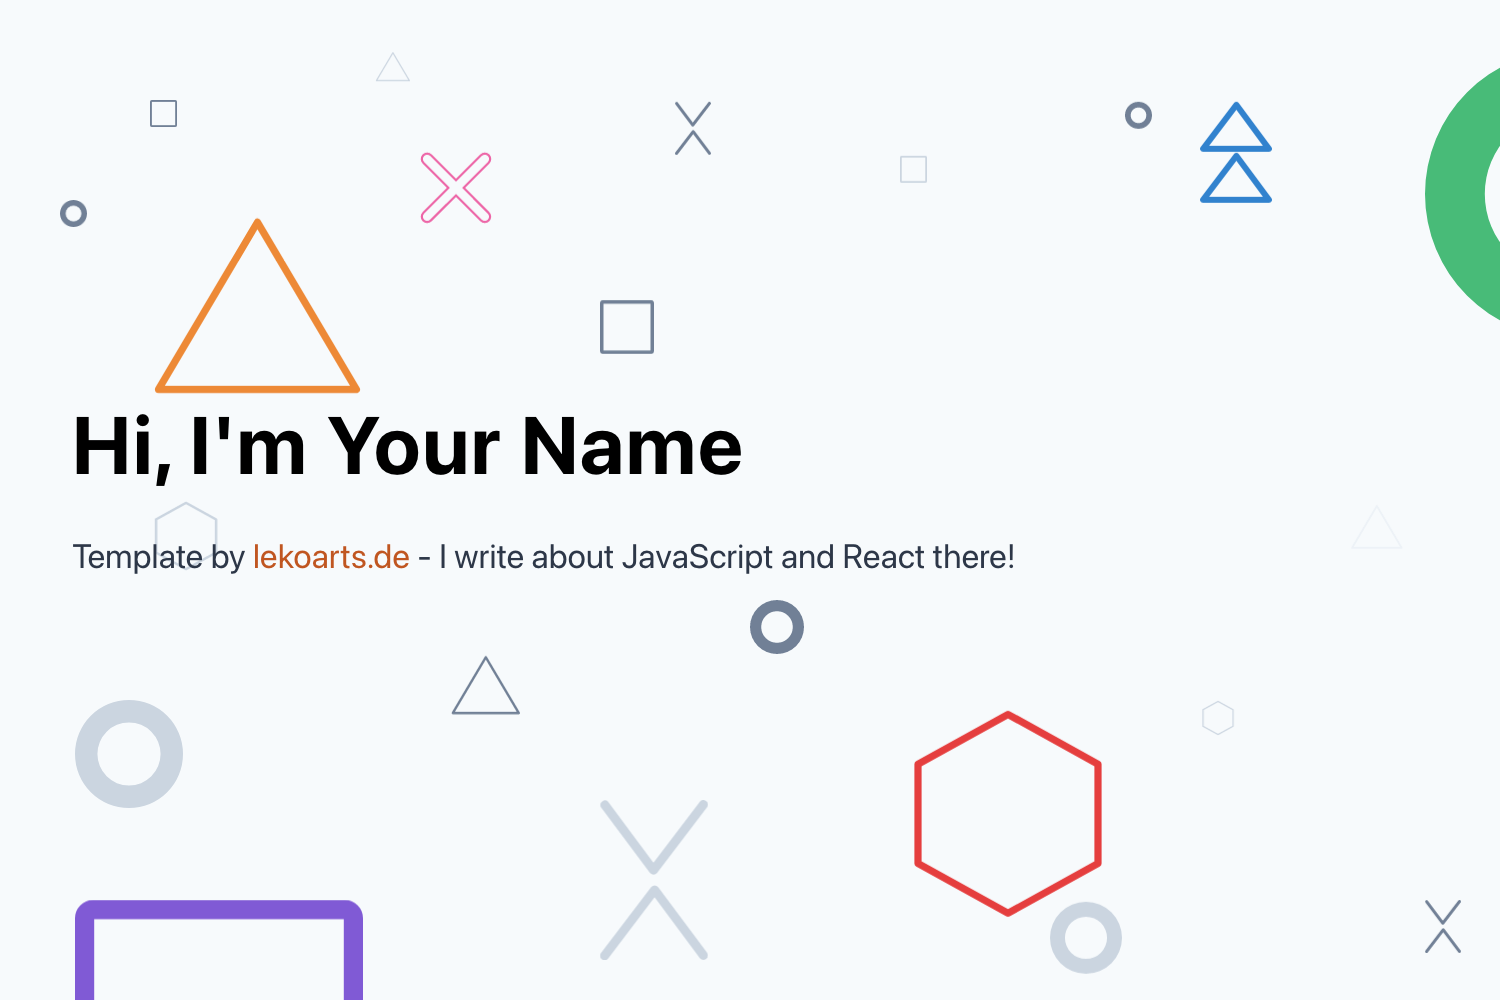 Hi, I'm Your Name
Template by lekoarts.de - I write about JavaScript and React there!